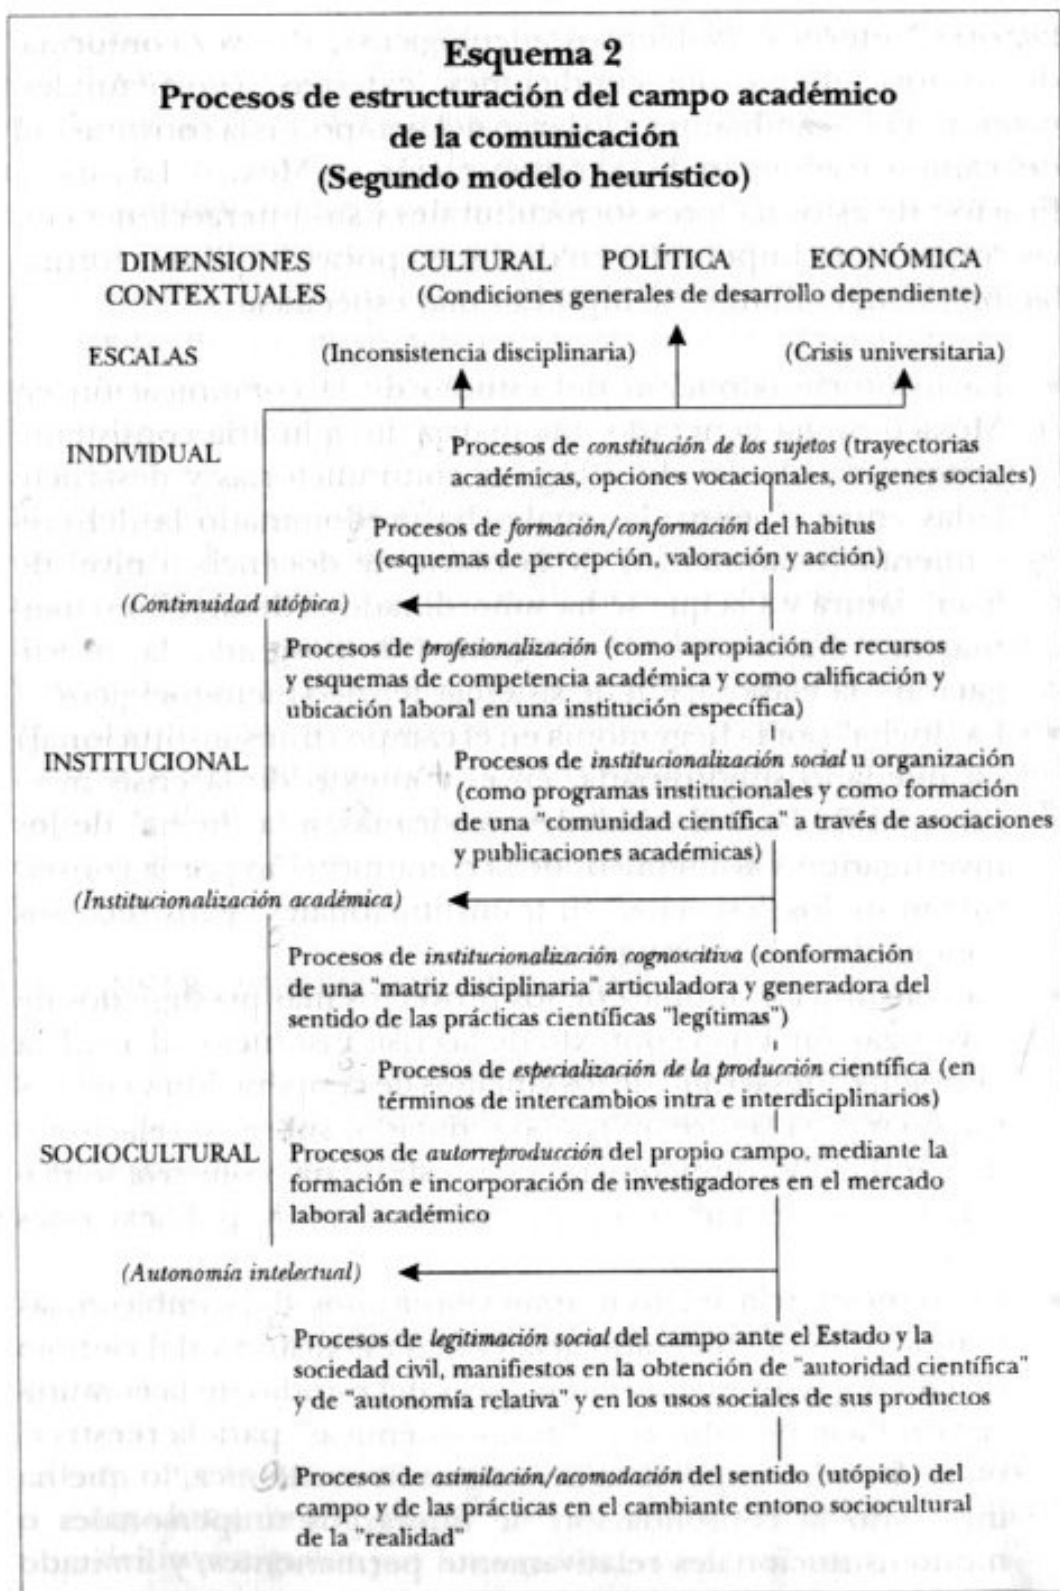 Esquema 2
Procesos de estructuración del campo académico
de la comunicación
(Segundo modelo heurístico)
DIMENSIONES CULTURAL POLÍTICA ECONÓMICA
CONTEXTUALES (Condiciones generales de desarrollo dependiente)
ESCALAS (Inconsistencia disciplinaria) (Crisis universitaria)
INDIVIDUAL Procesos de constitución de los sujetos (trayectorias
académicas, opciones vocacionales, orígenes sociales)
Procesos de formación/conformación del habitus
(esquemas de percepción, valoración y acción)
(Continuidad utópica)
Procesos de profesionalización (como apropiación de recursos
y esquemas de competencia académica y como calificación y
ubicación laboral en una institución específica)
INSTITUCIONAL Procesos de institucionalización social u organización
(como programas institucionales y como formación
de una "comunidad científica" a través de asociaciones
y publicaciones académicas)
(Institucionalización académica)
Procesos de institucionalización cognoscitiva (conformación
de una "matriz disciplinaria" articuladora y generadora del
sentido de las prácticas científicas "legítimas")
Procesos de especialización de la producción científica (en
términos de intercambios intra e interdiciplinarios)
SOCIOCULTURAL Procesos de autorreproducción del propio campo, mediante la
formación e incorporación de investigadores en el mercado
laboral académico
(Autonomía intelectual)
Procesos de legitimación social del campo ante el Estado y la
sociedad civil, manifiestos en la obtención de "autoridad científica"
y de "autonomía relativa" y en los usos sociales de sus productos
9. Procesos de asimilación/acomodación del sentido (utópico) del
campo y de las prácticas en el cambiante entono sociocultural
de la "realidad"